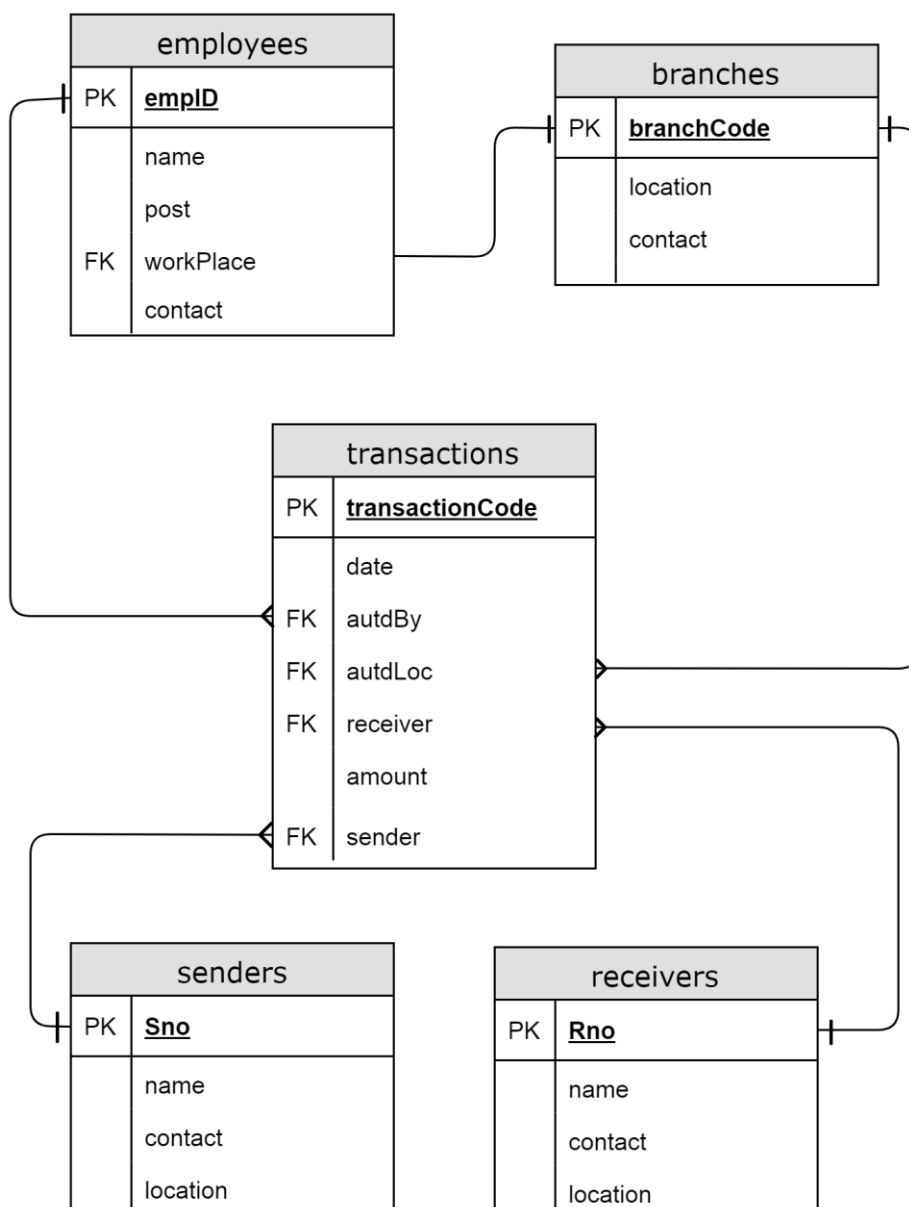 employees
PK empID
name
post
FK workPlace
contact
branches
PK branchCode
location
contact
transactions
PK transactionCode
date
FK autdBy
FK autdLoc
FK receiver
amount
FK sender
senders
PK Sno
name
contact
location
receivers
PK Rno
name
contact
location